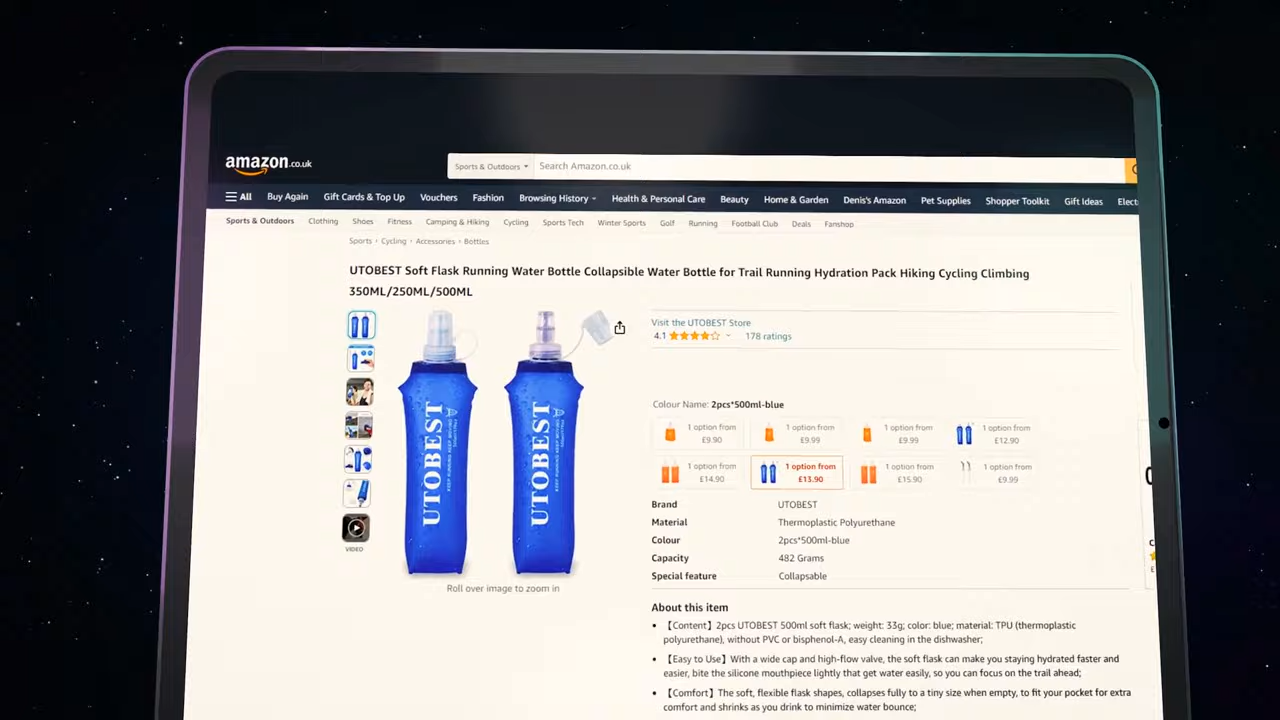 amazon.co.uk
Sports & Outdoors
Search Amazon.co.uk
All Buy Again Gift Cards & Top Up Vouchers Fashion Browsing History Health & Personal Care Beauty Home & Garden Denis's Amazon Pet Supplies Shopper Toolkit Gift Ideas
Sports & Outdoors Clothing Shoes Fitness Camping & Hiking Cycling Sports Tech Winter Sports Golf Running Football Club Deals Fanshop
Sports › Cycling › Accessories › Bottles
UTOBEST Soft Flask Running Water Bottle Collapsible Water Bottle for Trail Running Hydration Pack Hiking Cycling Climbing
350ML/250ML/500ML
UTOBEST
UTOBEST
VIDEO
Roll over image to zoom in
Visit the UTOBEST Store
4.1 178 ratings
Colour Name: 2pcs*500ml-blue
1 option from 1 option from 1 option from 1 option from
£9.90 £9.99 £9.99 £12.90
1 option from 1 option from 1 option from 1 option from
£14.90 £13.90 £15.90 £9.99
Brand UTOBEST
Material Thermoplastic Polyurethane
Colour 2pcs*500ml-blue
Capacity 482 Grams
Special feature Collapsable
About this item
• 【Content】2pcs UTOBEST 500ml soft flask; weight: 33g; color: blue; material: TPU (thermoplastic
polyurethane), without PVC or bisphenol-A, easy cleaning in the dishwasher;
• 【Easy to Use】With a wide cap and high-flow valve, the soft flask can make you staying hydrated faster and
easier, bite the silicone mouthpiece lightly that get water easily, so you can focus on the trail ahead;
• 【Comfort】The soft, flexible flask shapes, collapses fully to a tiny size when empty, to fit your pocket for extra
comfort and shrinks as you drink to minimize water bounce;